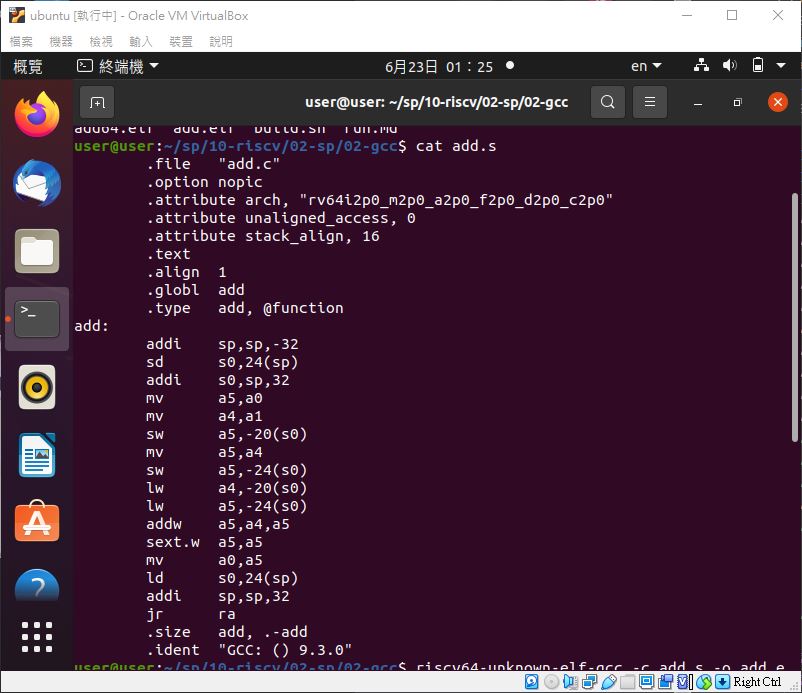 ubuntu [執行中] - Oracle VM VirtualBox
檔案 機器 檢視 輸入 裝置 說明
概覽 終端機 6月23日 01：25 en
user@user: ~/sp/10-riscv/02-sp/02-gcc
add64.elf add.elf build.sh run.md
user@user:~/sp/10-riscv/02-sp/02-gcc$ cat add.s
.file "add.c"
.option nopic
.attribute arch, "rv64i2p0_m2p0_a2p0_f2p0_d2p0_c2p0"
.attribute unaligned_access, 0
.attribute stack_align, 16
.text
.align 1
.globl add
.type add, @function
add:
addi sp,sp,-32
sd s0,24(sp)
addi s0,sp,32
mv a5,a0
mv a4,a1
sw a5,-20(s0)
mv a5,a4
sw a5,-24(s0)
lw a4,-20(s0)
lw a5,-24(s0)
addw a5,a4,a5
sext.w a5,a5
mv a0,a5
ld s0,24(sp)
addi sp,sp,32
jr ra
.size add, .-add
.ident "GCC: () 9.3.0"
user@user:~/sp/10-riscv/02-sp/02-gcc$ riscv64-unknown-elf-gcc -c add.s -o add.e
Right Ctrl